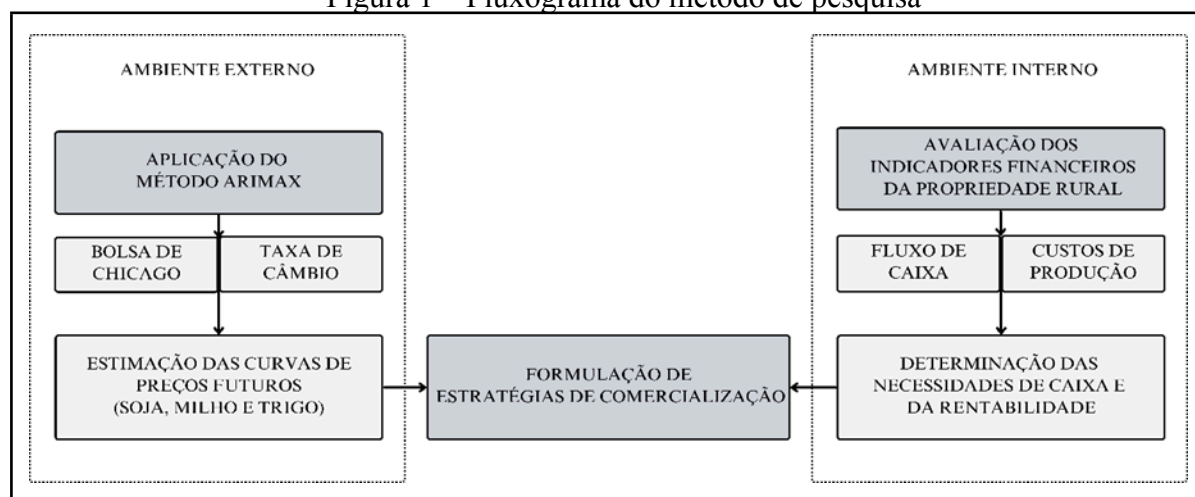 Figura 1 – Fluxograma do método de pesquisa
AMBIENTE EXTERNO
APLICAÇÃO DO
MÉTODO ARIMAX
BOLSA DE
CHICAGO
TAXA DE
CÂMBIO
ESTIMAÇÃO DAS CURVAS DE
PREÇOS FUTUROS
(SOJA, MILHO E TRIGO)
FORMULAÇÃO DE
ESTRATÉGIAS DE COMERCIALIZAÇÃO
AMBIENTE INTERNO
AVALIAÇÃO DOS
INDICADORES FINANCEIROS
DA PROPRIEDADE RURAL
FLUXO DE
CAIXA
CUSTOS DE
PRODUÇÃO
DETERMINAÇÃO DAS
NECESSIDADES DE CAIXA E
DA RENTABILIDADE